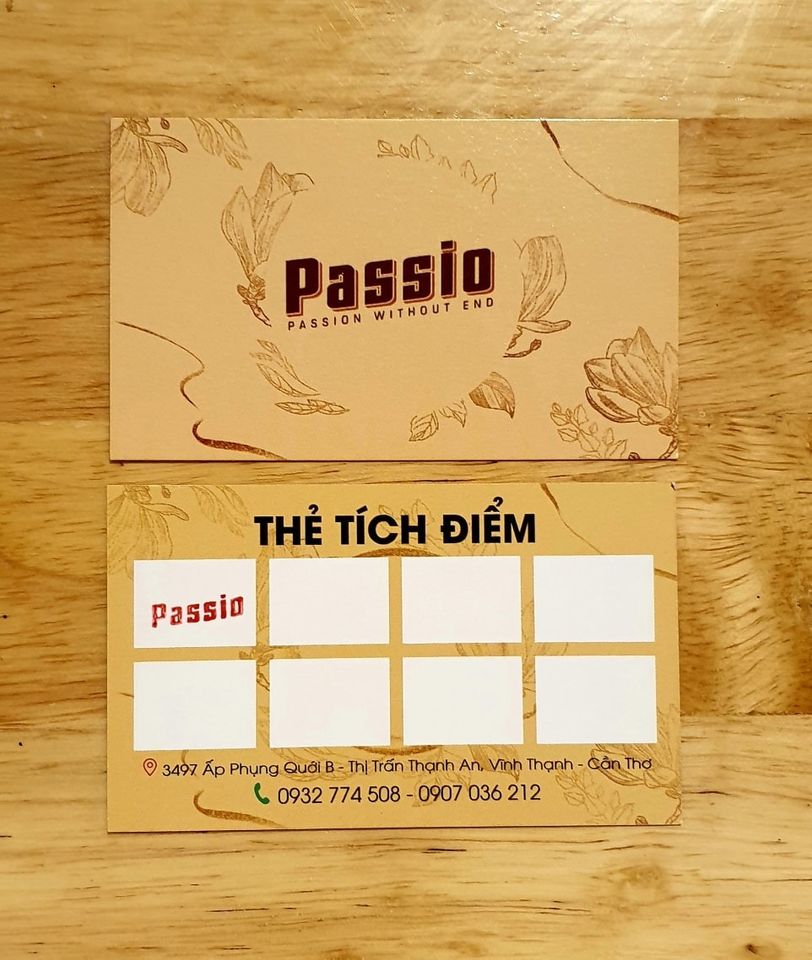 Passio
PASSION WITHOUT END
THẺ TÍCH ĐIỂM
Passio
3497 Ấp Phụng Quới B - Thị Trấn Thạnh An, Vĩnh Thạnh - Cần Thơ
0932 774 508 - 0907 036 212